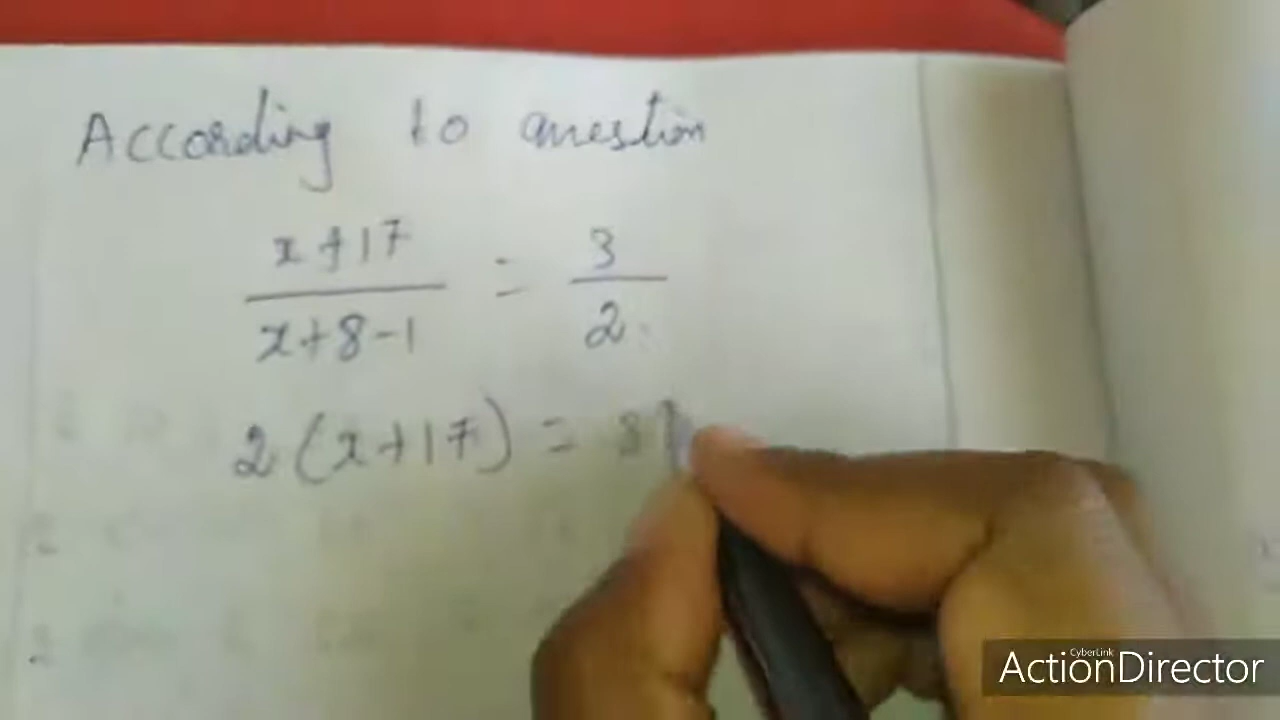 According to question
x+17 / x+8-1 = 3 / 2
2(x+17) = 3(
CyberLink
ActionDirector